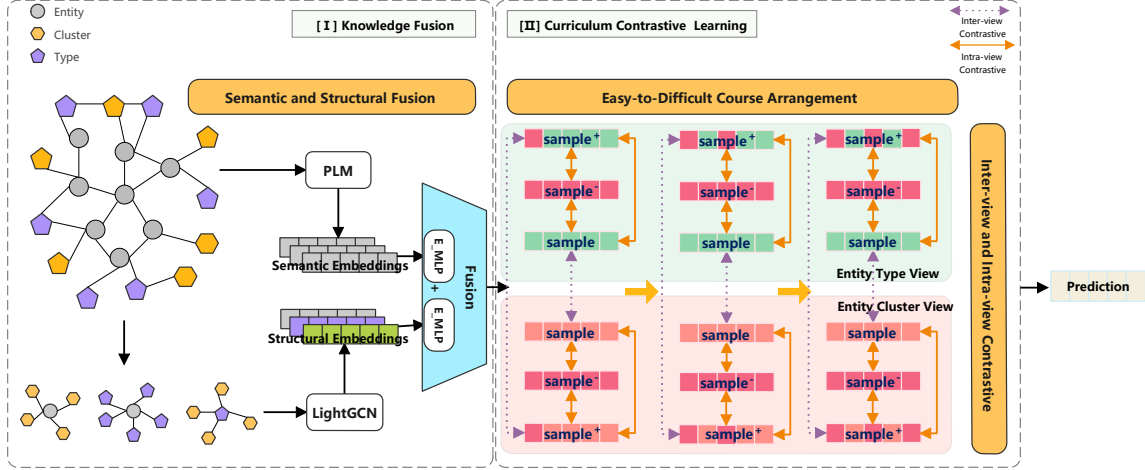 Entity
Cluster
Type
[ I ] Knowledge Fusion
Semantic and Structural Fusion
PLM
Semantic Embeddings
Structural Embeddings
LightGCN
E_MLP
+
E_MLP
Fusion
[II] Curriculum Contrastive Learning
Inter-view
Contrastive
Intra-view
Contrastive
Easy-to-Difficult Course Arrangement
sample+
sample+
sample+
sample-
sample-
sample-
sample
sample
sample
Entity Type View
Entity Cluster View
sample
sample
sample
sample-
sample-
sample-
sample+
sample+
sample+
Inter-view and Intra-view Contrastive
Prediction